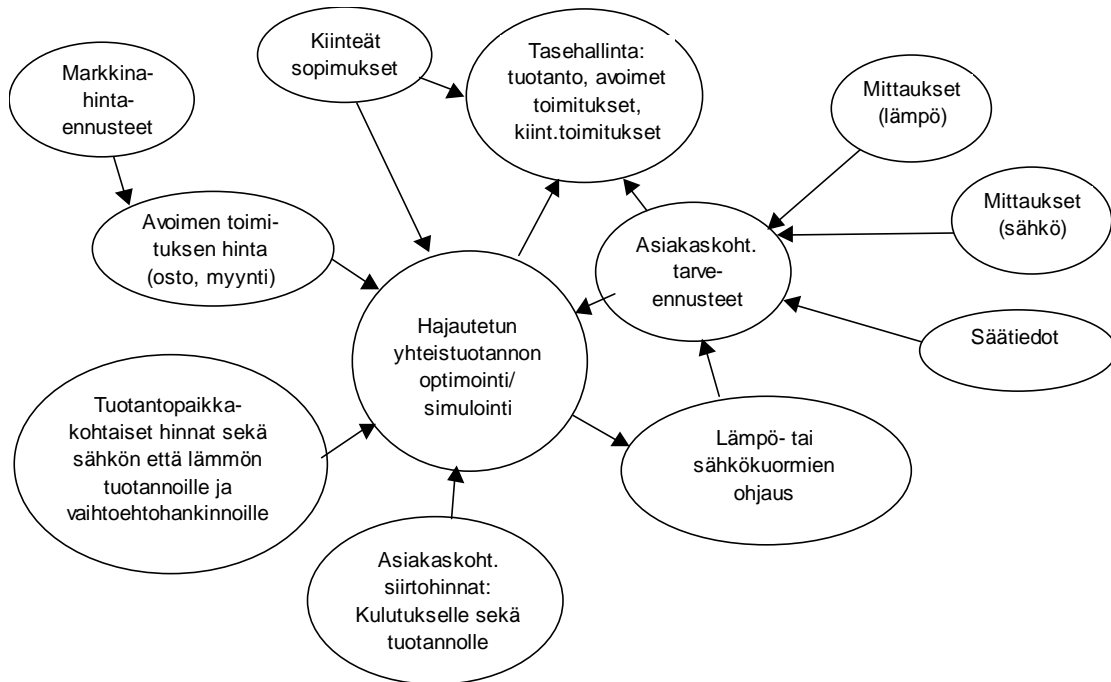 Kiinteät
sopimukset
Tasehallinta:
tuotanto, avoimet
toimitukset,
kiint.toimitukset
Markkina-
hinta-
ennusteet
Mittaukset
(lämpö)
Mittaukset
(sähkö)
Avoimen toimi-
tuksen hinta
(osto, myynti)
Asiakaskoht.
tarve-
ennusteet
Säätiedot
Hajautetun
yhteistuotannon
optimointi/
simulointi
Tuotantopaikka-
kohtaiset hinnat sekä
sähkön että lämmön
tuotannoille ja
vaihtoehtohankinnoille
Lämpö- tai
sähkökuormien
ohjaus
Asiakaskoht.
siirtohinnat:
Kulutukselle sekä
tuotannolle